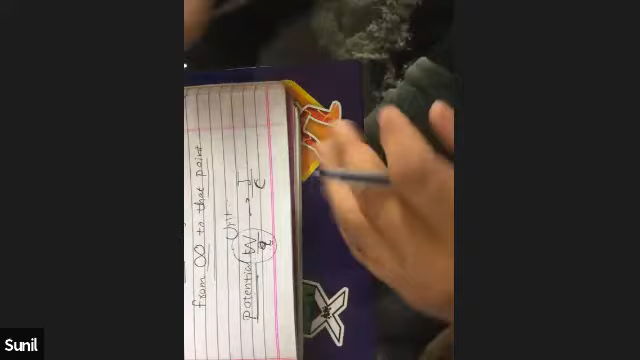 from ∞ to that point
Unit
potential W/q → J/C
Sunil